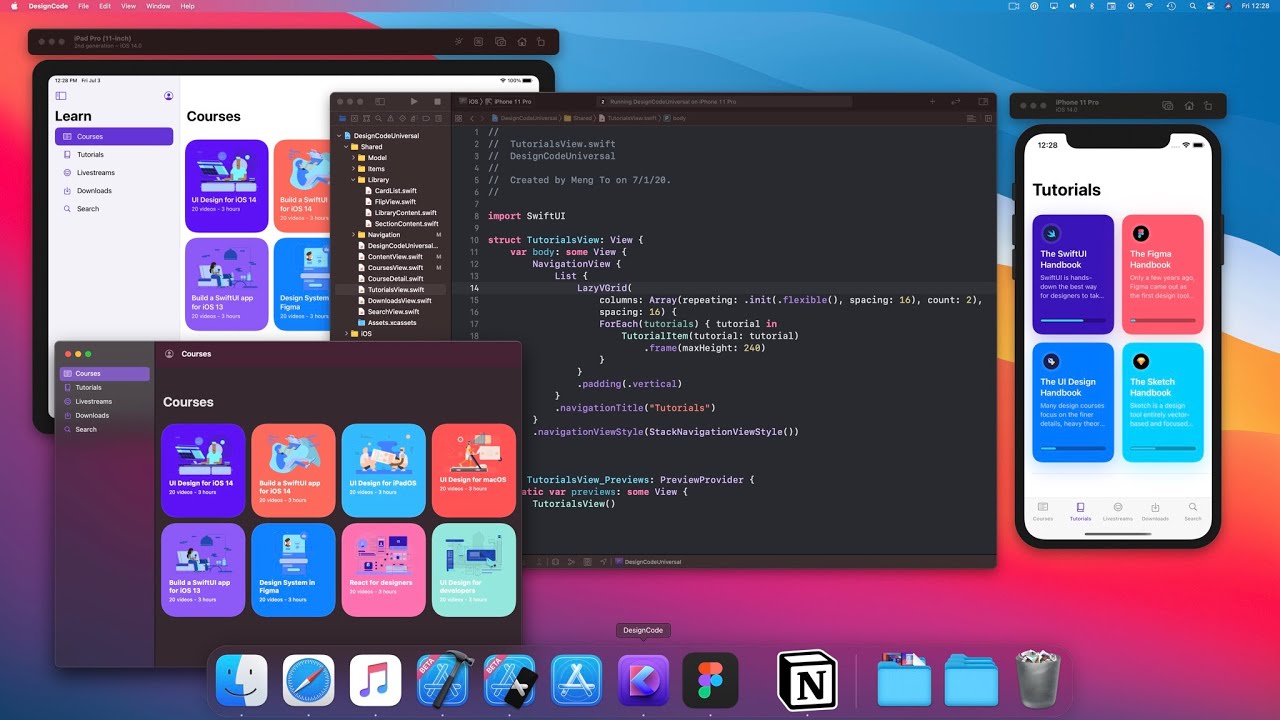 DesignCode File Edit View Window Help
Fri 12:28
iPad Pro (11-inch)
2nd generation – iOS 14.0
12:28 PM Fri Jul 3
100%
Learn
Courses
Tutorials
Livestreams
Downloads
Search
Courses
UI Design for iOS 14
20 videos - 3 hours
Build a SwiftUI
for iOS 14
20 videos - 3 hours
Build a SwiftUI app
for iOS 13
20 videos - 3 hours
Design System in
Figma
20 videos - 3 hours
iOS
iPhone 11 Pro
2
Running DesignCodeUniversal on iPhone 11 Pro
DesignCodeUniversal
Shared
Model
Items
Library
CardList.swift
FlipView.swift
LibraryContent.swift
SectionContent.swift
Navigation M
DesignCodeUniversal...
ContentView.swift M
CoursesView.swift M
CourseDetail.swift
TutorialsView.swift
DownloadsView.swift
SearchView.swift
Assets.xcassets
iOS
DesignCodeUniversal Shared TutorialsView.swift body
1 //
2 // TutorialsView.swift
3 // DesignCodeUniversal
4 //
5 // Created by Meng To on 7/1/20.
6 //
7
8 import SwiftUI
9
10 struct TutorialsView: View {
11 var body: some View {
12 NavigationView {
13 List {
14 LazyVGrid(
15 columns: Array(repeating: .init(.flexible(), spacing: 16), count: 2),
16 spacing: 16) {
17 ForEach(tutorials) { tutorial in
18 TutorialItem(tutorial: tutorial)
.frame(maxHeight: 240)
}
}
.padding(.vertical)
}
.navigationTitle("Tutorials")
}
.navigationViewStyle(StackNavigationViewStyle())
TutorialsView_Previews: PreviewProvider {
atic var previews: some View {
TutorialsView()
DesignCodeUniversal
Courses
Tutorials
Livestreams
Downloads
Search
Courses
Courses
UI Design for iOS 14
20 videos - 3 hours
Build a SwiftUI app
for iOS 14
20 videos - 3 hours
UI Design for iPadOS
20 videos - 3 hours
UI Design for macOS
20 videos - 3 hours
Build a SwiftUI app
for iOS 13
20 videos - 3 hours
Design System in
Figma
20 videos - 3 hours
React for designers
20 videos - 3 hours
UI Design for
developers
20 videos - 3 hours
iPhone 11 Pro
iOS 14.0
12:28
Tutorials
The SwiftUI
Handbook
SwiftUI is hands-
down the best way
for designers to tak...
The Figma
Handbook
Only a few years ago,
Figma came out as
the first design tool...
The UI Design
Handbook
Many design courses
focus on the finer
details, heavy theor...
The Sketch
Handbook
Sketch is a design
tool entirely vector-
based and focused...
Courses
Tutorials
Livestreams
Downloads
Search
DesignCode
BETA
BETA
N